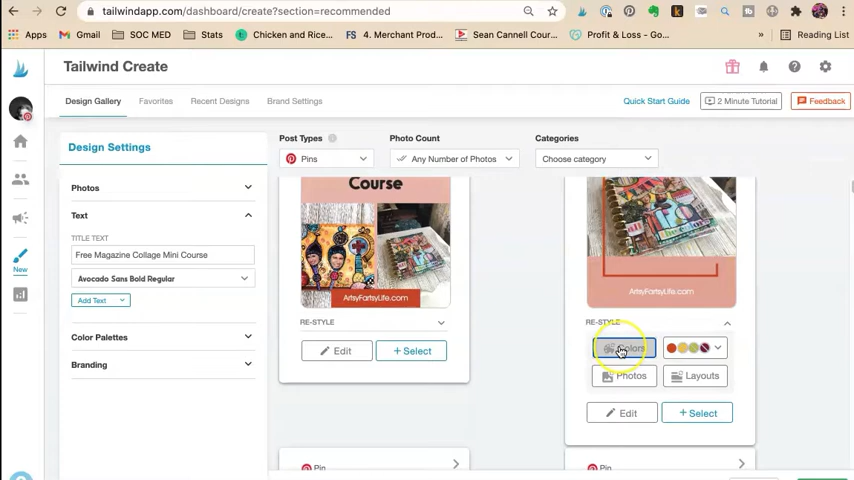 tailwindapp.com/dashboard/create?section=recommended
Apps
Gmail
SOC MED
Stats
Chicken and Rice...
FS 4. Merchant Prod...
Sean Cannell Cour...
Profit & Loss - Go...
»
Reading List
Tailwind Create
Design Gallery
Favorites
Recent Designs
Brand Settings
Quick Start Guide
2 Minute Tutorial
Feedback
Design Settings
Photos
Text
TITLE TEXT
Free Magazine Collage Mini Course
Avocado Sans Bold Regular
Add Text
Color Palettes
Branding
New
Post Types
Pins
Photo Count
Any Number of Photos
Categories
Choose category
Course
ArtsyFartsyLife.com
RE-STYLE
Edit
+ Select
Pin
ArtsyFartsyLife.com
RE-STYLE
Colors
Photos
Layouts
Edit
+ Select
Pin